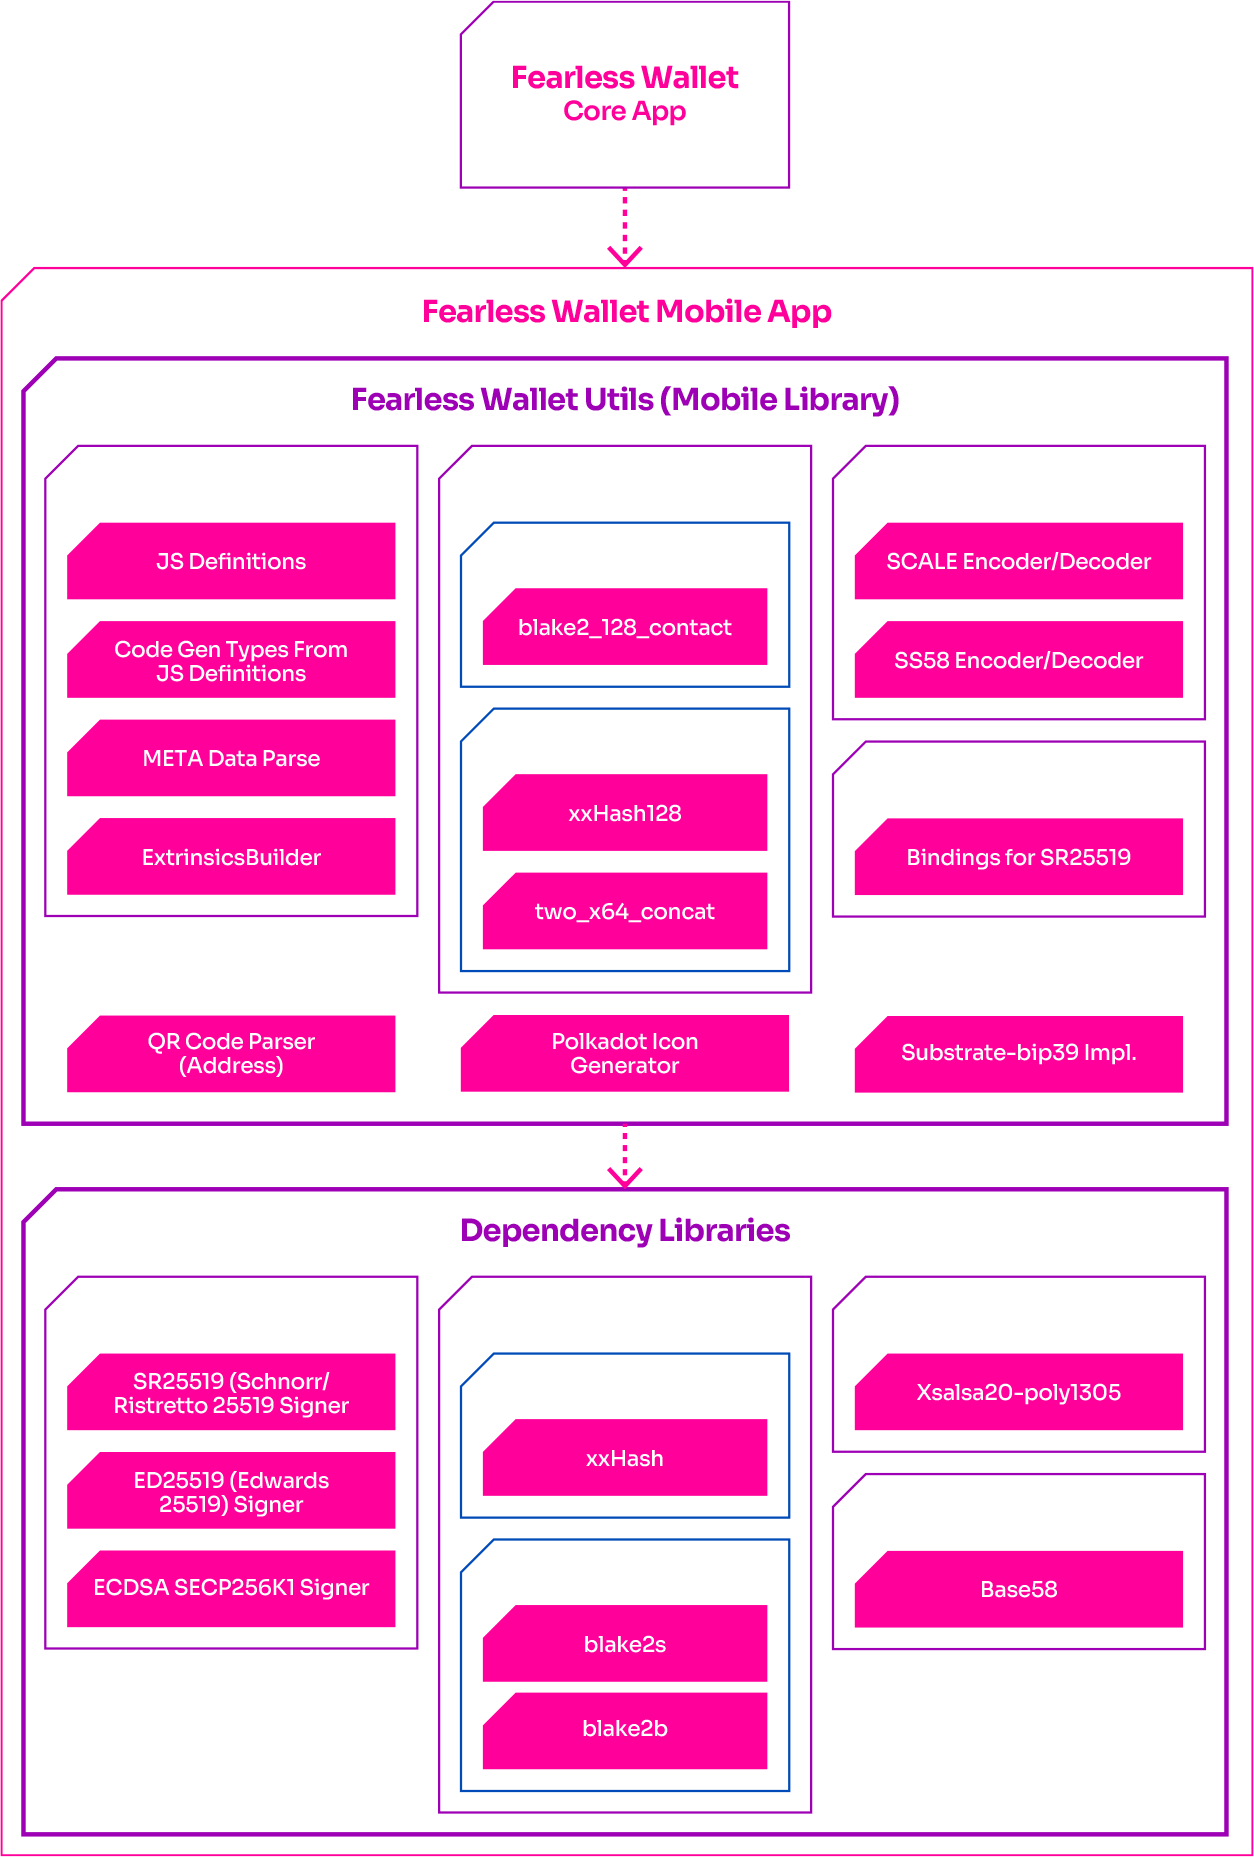 Fearless Wallet
Core App
Fearless Wallet Mobile App
Fearless Wallet Utils (Mobile Library)
JS Definitions
Code Gen Types From
JS Definitions
META Data Parse
ExtrinsicsBuilder
blake2_128_contact
xxHash128
two_x64_concat
SCALE Encoder/Decoder
SS58 Encoder/Decoder
Bindings for SR25519
QR Code Parser
(Address)
Polkadot Icon
Generator
Substrate-bip39 Impl.
Dependency Libraries
SR25519 (Schnorr/
Ristretto 25519 Signer
ED25519 (Edwards
25519) Signer
ECDSA SECP256K1 Signer
xxHash
blake2s
blake2b
Xsalsa20-poly1305
Base58